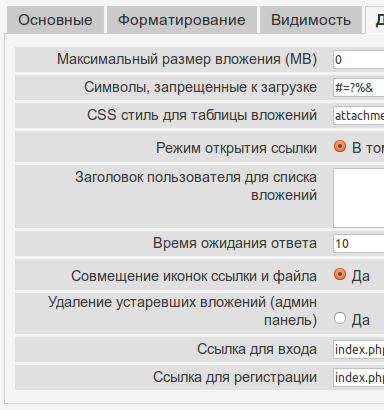 Основные Форматирование Видимость Д
Максимальный размер вложения (MB) 0
Символы, запрещенные к загрузке #=?%&
CSS стиль для таблицы вложений attachme
Режим открытия ссылки В том
Заголовок пользователя для списка
вложений
Время ожидания ответа 10
Совмещение иконок ссылки и файла Да
Удаление устаревших вложений (админ
панель) Да
Ссылка для входа index.php
Ссылка для регистрации index.php